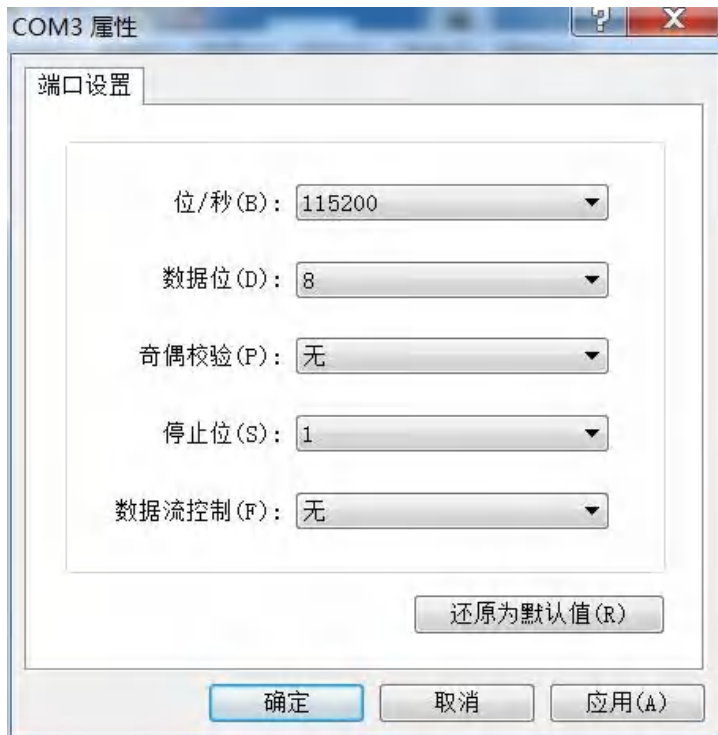 COM3 属性
?
X
端口设置
位/秒(B): 115200
数据位(D): 8
奇偶校验(P): 无
停止位(S): 1
数据流控制(F): 无
还原为默认值(R)
确定 取消 应用(A)